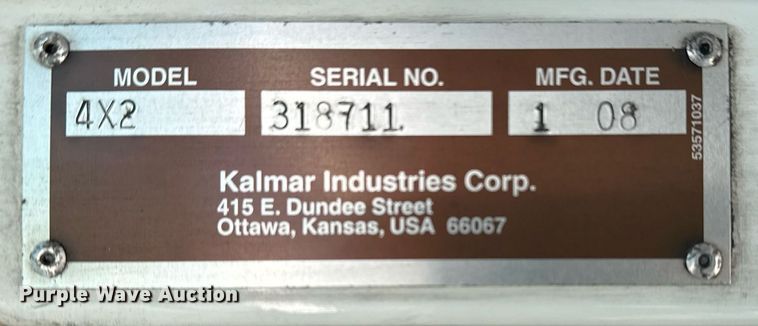 MODEL SERIAL NO. MFG. DATE
4X2 318711 1 08
53571037
Kalmar Industries Corp.
415 E. Dundee Street
Ottawa, Kansas, USA 66067
Purple Wave Auction